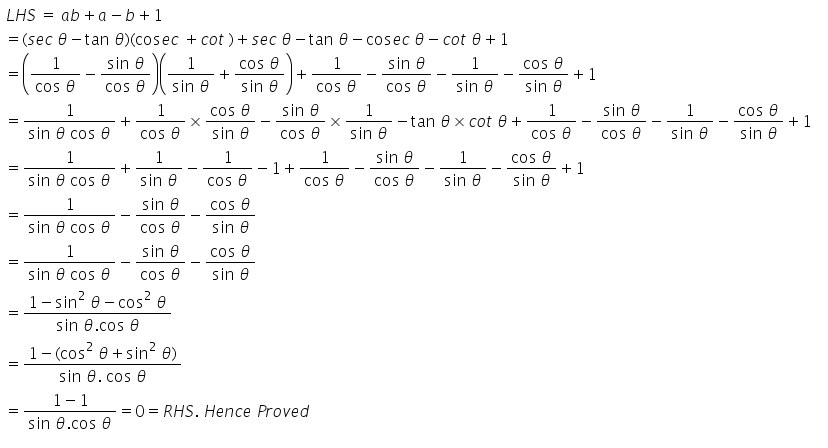 LHS = ab + a − b + 1
= (sec θ − tan θ)(cosec + cot ) + sec θ − tan θ − cosec θ − cot θ + 1
= (1/cos θ − sin θ/cos θ)(1/sin θ + cos θ/sin θ) + 1/cos θ − sin θ/cos θ − 1/sin θ − cos θ/sin θ + 1
= 1/(sin θ cos θ) + 1/cos θ × cos θ/sin θ − sin θ/cos θ × 1/sin θ − tan θ × cot θ + 1/cos θ − sin θ/cos θ − 1/sin θ − cos θ/sin θ + 1
= 1/(sin θ cos θ) + 1/sin θ − 1/cos θ − 1 + 1/cos θ − sin θ/cos θ − 1/sin θ − cos θ/sin θ + 1
= 1/(sin θ cos θ) − sin θ/cos θ − cos θ/sin θ
= 1/(sin θ cos θ) − sin θ/cos θ − cos θ/sin θ
= (1 − sin² θ − cos² θ)/(sin θ.cos θ)
= (1 − (cos² θ + sin² θ))/(sin θ. cos θ)
= (1 − 1)/(sin θ.cos θ) = 0 = RHS. Hence Proved